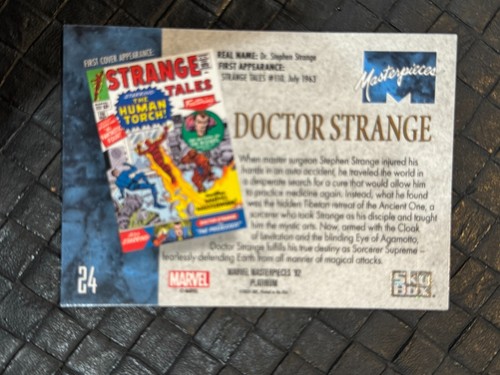 FIRST COVER APPEARANCE:
STRANGE
TALES
THE
HUMAN
TORCH!
REAL NAME: Dr. Stephen Strange
FIRST APPEARANCE:
STRANGE TALES #110, July 1963
Masterpieces
DOCTOR STRANGE
When master surgeon Stephen Strange injured his
hands in an auto accident, he traveled the world in
a desperate search for a cure that would allow him
to practice medicine again. Instead, what he found
was the hidden Tibetan retreat of the Ancient One, a
sorcerer who took Strange as his disciple and taught
him the mystic arts. Now, armed with the Cloak
of Levitation and the blinding Eye of Agamotto,
Doctor Strange fulfills his true destiny as Sorcerer Supreme –
fearlessly defending Earth from all manner of magical attacks.
24
MARVEL
MARVEL MASTERPIECES '92
PLATINUM
SKY
BOX